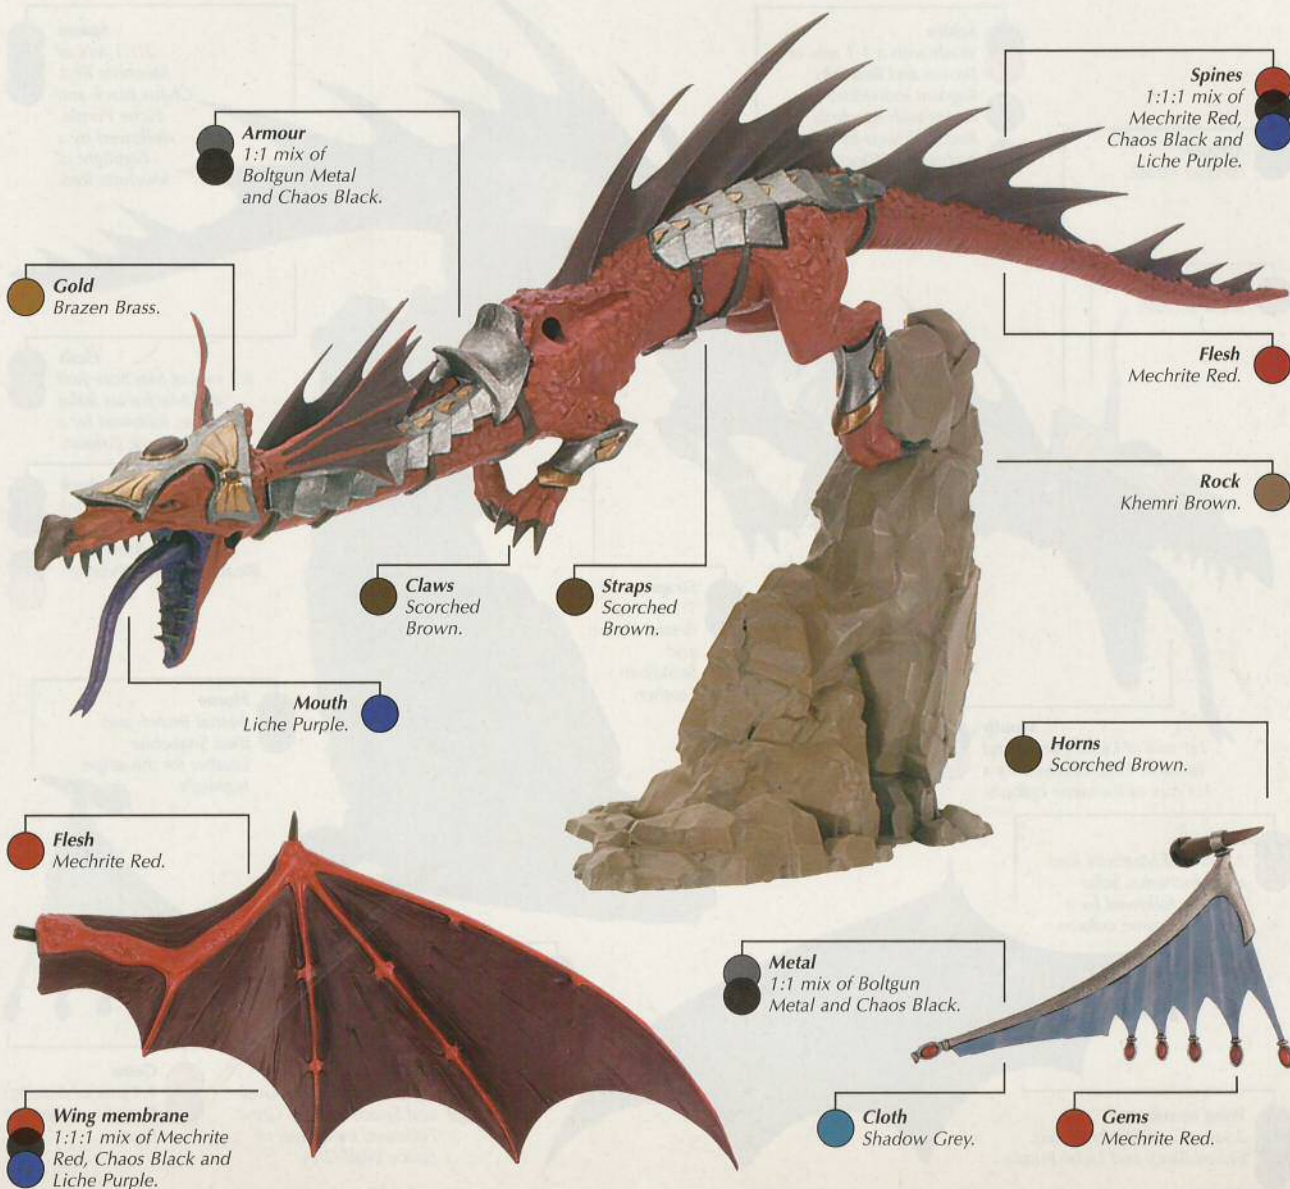 Spines
1:1:1 mix of
Mechrite Red,
Chaos Black and
Liche Purple.
Armour
1:1 mix of
Boltgun Metal
and Chaos Black.
Gold
Brazen Brass.
Flesh
Mechrite Red.
Rock
Khemri Brown.
Claws
Scorched
Brown.
Straps
Scorched
Brown.
Mouth
Liche Purple.
Horns
Scorched Brown.
Flesh
Mechrite Red.
Metal
1:1 mix of Boltgun
Metal and Chaos Black.
Wing membrane
1:1:1 mix of Mechrite
Red, Chaos Black and
Liche Purple.
Cloth
Shadow Grey.
Gems
Mechrite Red.